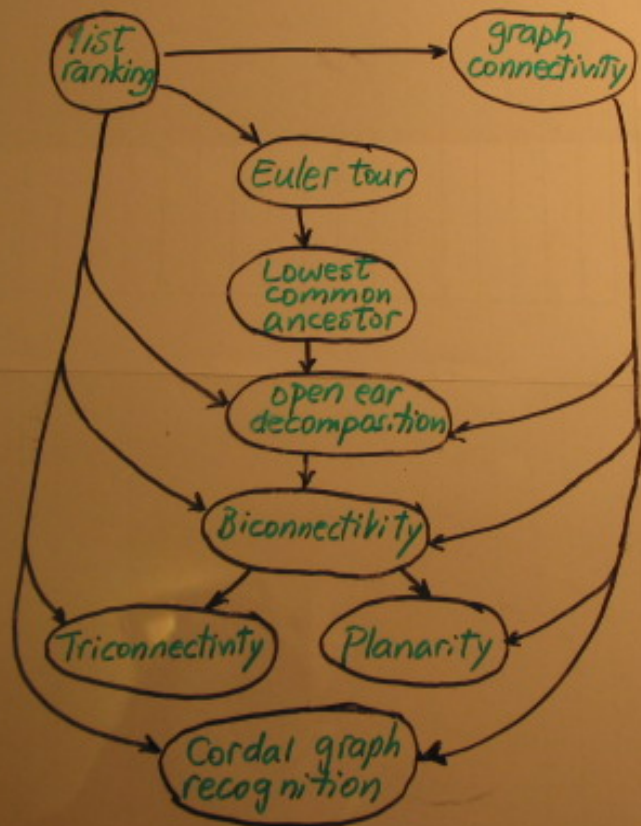 list
ranking
graph
connectivity
Euler tour
Lowest
common
ancestor
open ear
decomposition
Biconnectivity
Triconnectivity
Planarity
Cordal graph
recognition